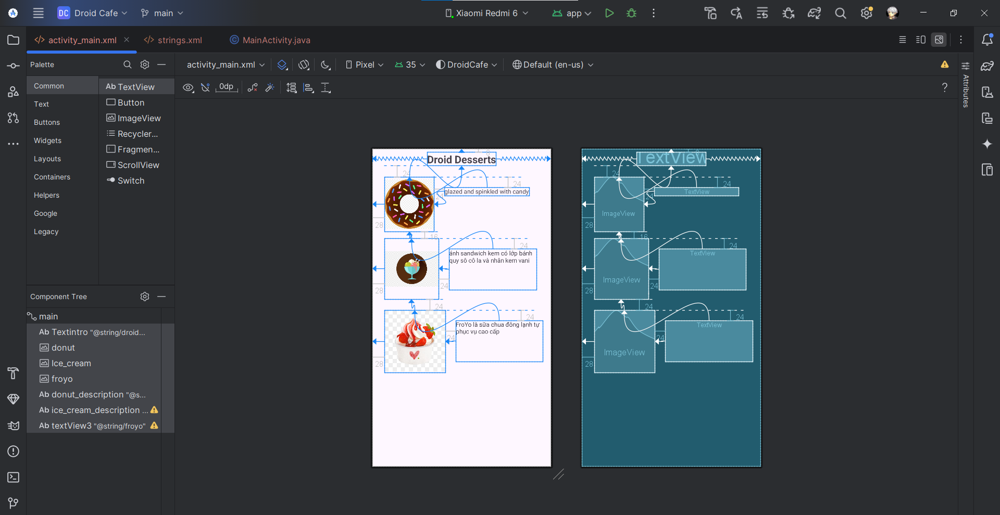 DC Droid Cafe main Xiaomi Redmi 6 app
activity_main.xml strings.xml MainActivity.java
Palette activity_main.xml Pixel 35 DroidCafe Default (en-us)
Common
Text
Buttons
Widgets
Layouts
Containers
Helpers
Google
Legacy
Ab TextView
Button
ImageView
Recycler...
Fragmen...
ScrollView
Switch
0dp
?
Attributes
Component Tree
main
Ab Textintro "@string/droid...
donut
Ice_cream
froyo
Ab donut_description "@s...
Ab ice_cream_description ...
Ab textView3 "@string/froyo"
8
Droid Desserts
24
24
glazed and spinkled with candy
24
28
16
24
ánh sandwich kem có lớp bánh
quy sô cô la và nhân kem vani
24
28
24
24
FroYo là sữa chua đông lạnh tự
phục vụ cao cấp
24
28
8
TextView
24
24
TextView
24
ImageView
28
16
24
TextView
ImageView
24
28
24
24
TextView
24
ImageView
28